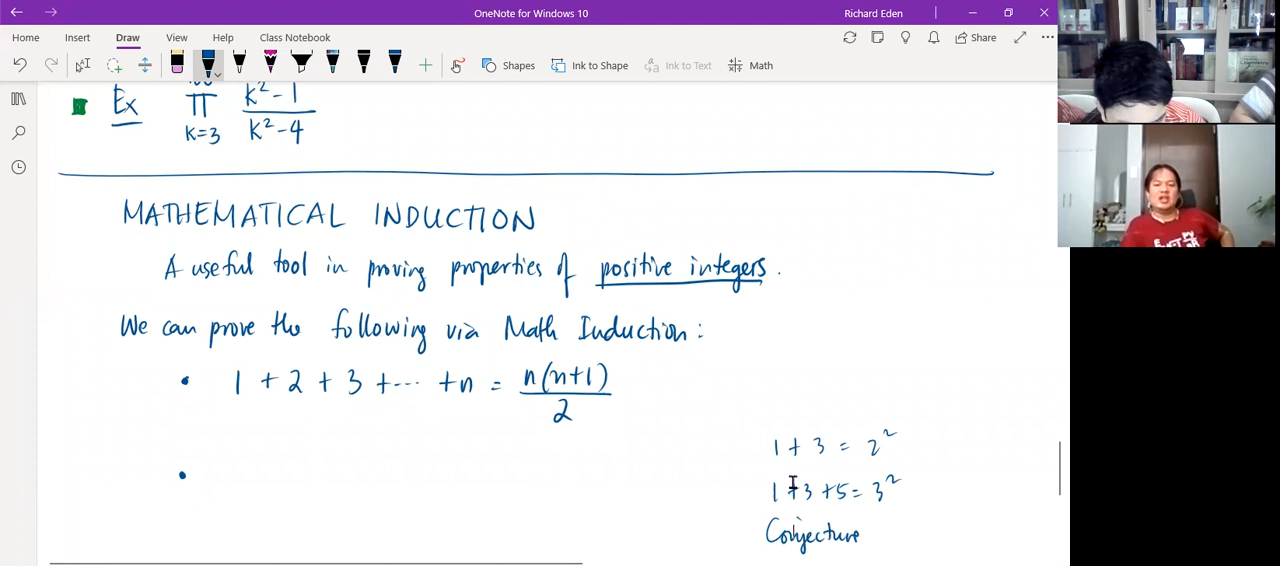 OneNote for Windows 10
Richard Eden
Home Insert Draw View Help Class Notebook
Share
Shapes Ink to Shape Ink to Text Math
Ex ∏ k=3 (k² - 1)/(k² - 4)
MATHEMATICAL INDUCTION
A useful tool in proving properties of positive integers.
We can prove the following via Math Induction:
• 1 + 2 + 3 + ... + n = n(n+1)/2
•
1 + 3 = 2²
1 + 3 + 5 = 3²
Conjecture